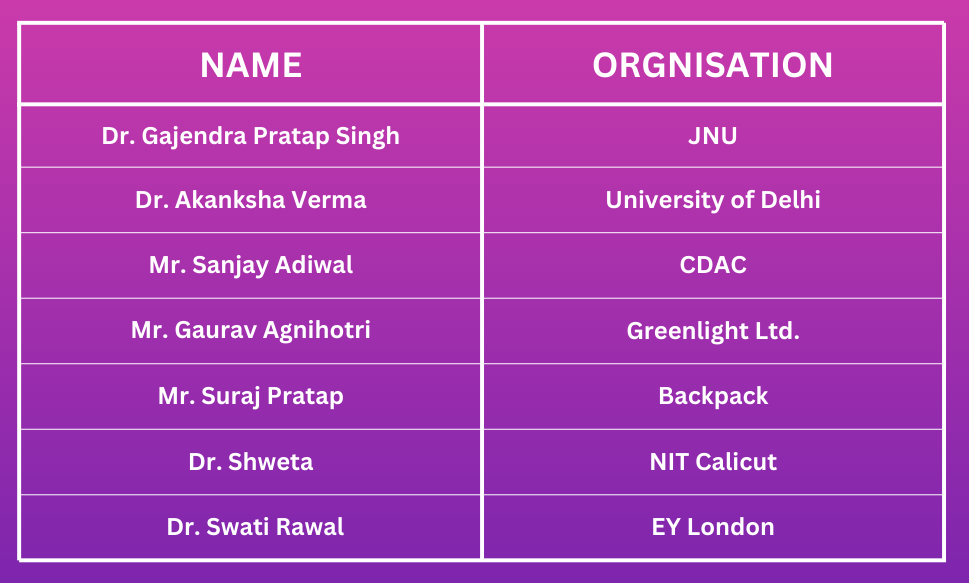 NAME ORGNISATION
Dr. Gajendra Pratap Singh JNU
Dr. Akanksha Verma University of Delhi
Mr. Sanjay Adiwal CDAC
Mr. Gaurav Agnihotri Greenlight Ltd.
Mr. Suraj Pratap Backpack
Dr. Shweta NIT Calicut
Dr. Swati Rawal EY London